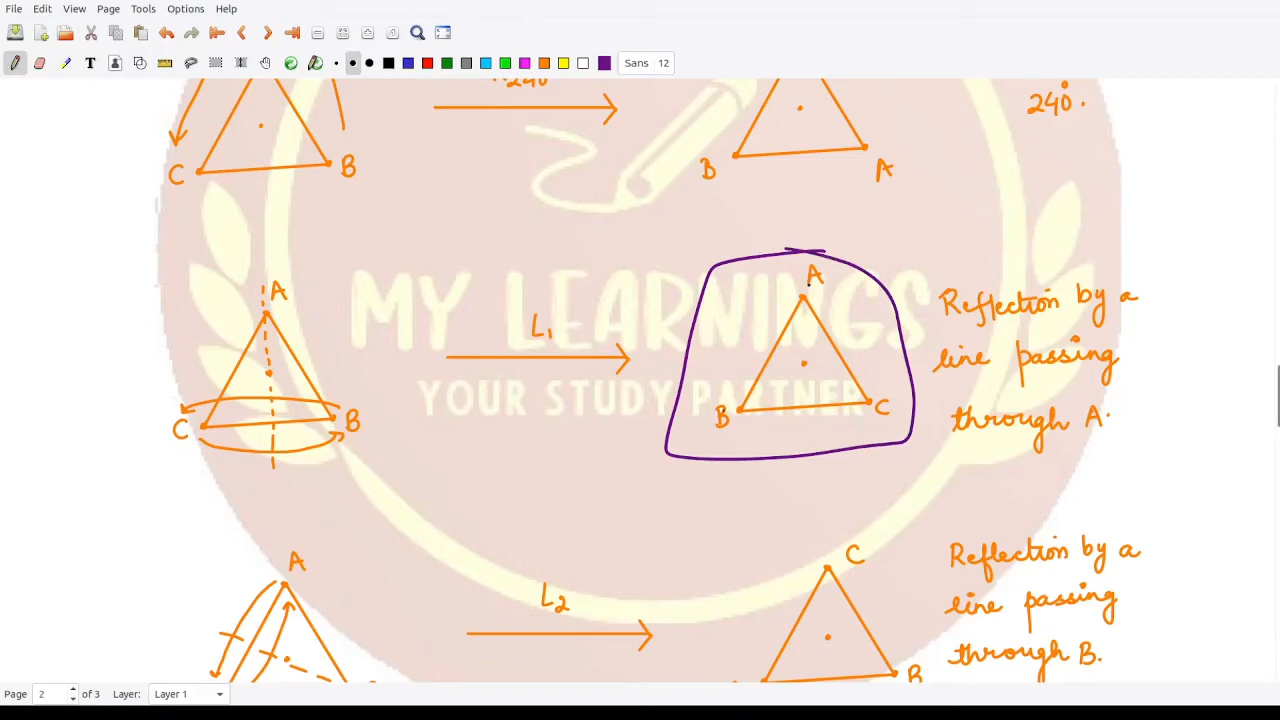 File Edit View Page Tools Options Help
Sans 12
240
240°.
C B
B A
MY LEARNINGS
YOUR STUDY PARTNER
A
C B
L₁
A
B C
Reflection by a
line passing
through A.
A
L₂
C
B
Reflection by a
line passing
through B.
Page 2 of 3 Layer: Layer 1